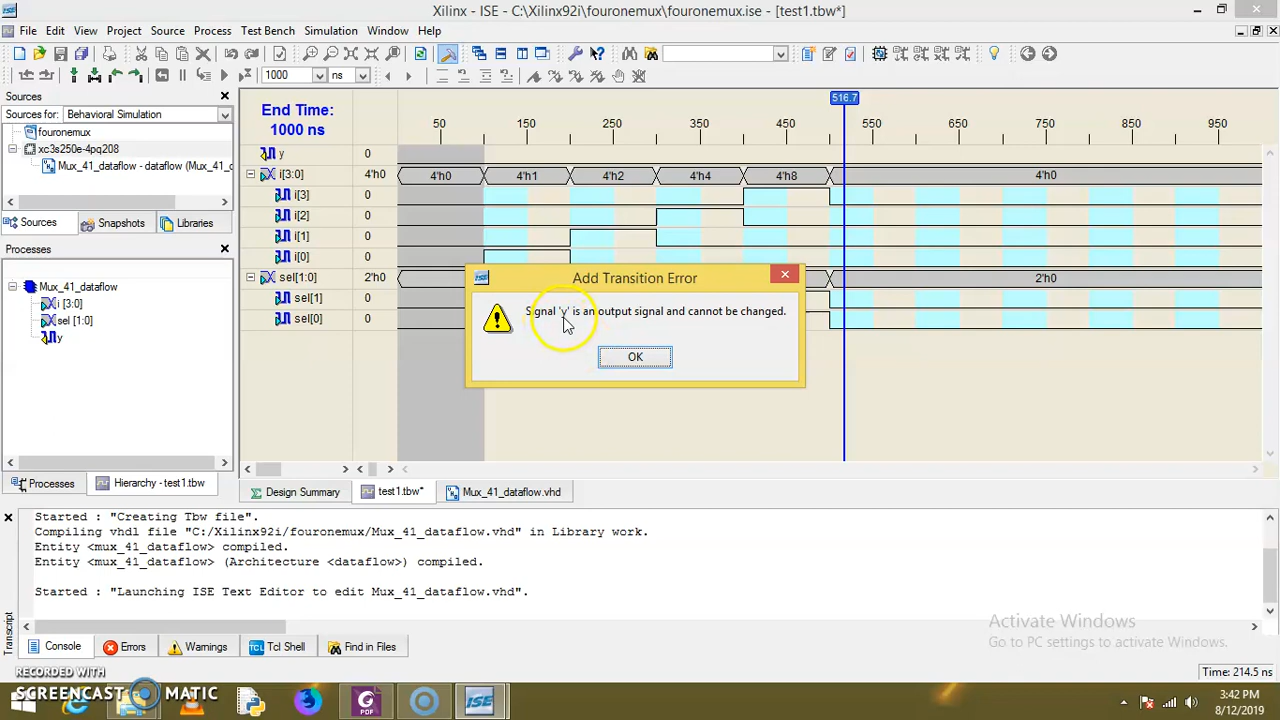 Xilinx - ISE - C:\Xilinx92i\fouronemux\fouronemux.ise - [test1.tbw*]
File Edit View Project Source Process Test Bench Simulation Window Help
1000 ns
Sources
Sources for: Behavioral Simulation
fouronemux
xc3s250e-4pq208
Mux_41_dataflow - dataflow (Mux_41_c
Sources Snapshots Libraries
Processes
Mux_41_dataflow
i [3:0]
sel [1:0]
y
Processes Hierarchy - test1.tbw
End Time:
1000 ns
516.7
50 150 250 350 450 550 650 750 850 950
y 0
i[3:0] 4'h0 4'h0 4'h1 4'h2 4'h4 4'h8 4'h0
i[3] 0
i[2] 0
i[1] 0
i[0] 0
sel[1:0] 2'h0 2'h0
sel[1] 0
sel[0] 0
Add Transition Error
Signal 'y' is an output signal and cannot be changed.
OK
Design Summary test1.tbw* Mux_41_dataflow.vhd
Started : "Creating Tbw file".
Compiling vhdl file "C:/Xilinx92i/fouronemux/Mux_41_dataflow.vhd" in Library work.
Entity <mux_41_dataflow> compiled.
Entity <mux_41_dataflow> (Architecture <dataflow>) compiled.
Started : "Launching ISE Text Editor to edit Mux_41_dataflow.vhd".
Transcript
Console Errors Warnings Tcl Shell Find in Files
Activate Windows
Go to PC settings to activate Windows.
Time: 214.5 ns
RECORDED WITH
SCREENCAST MATIC
PDF
ISE
3:42 PM
8/12/2019